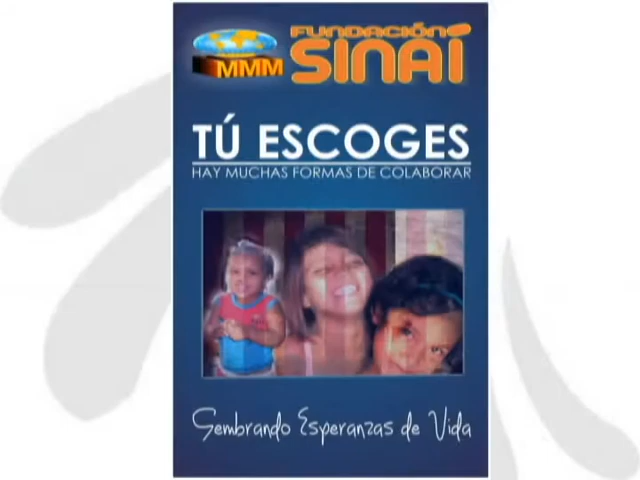 MMM
FUNDACIÓN
SINAÍ
TÚ ESCOGES
HAY MUCHAS FORMAS DE COLABORAR
Sembrando Esperanzas de Vida